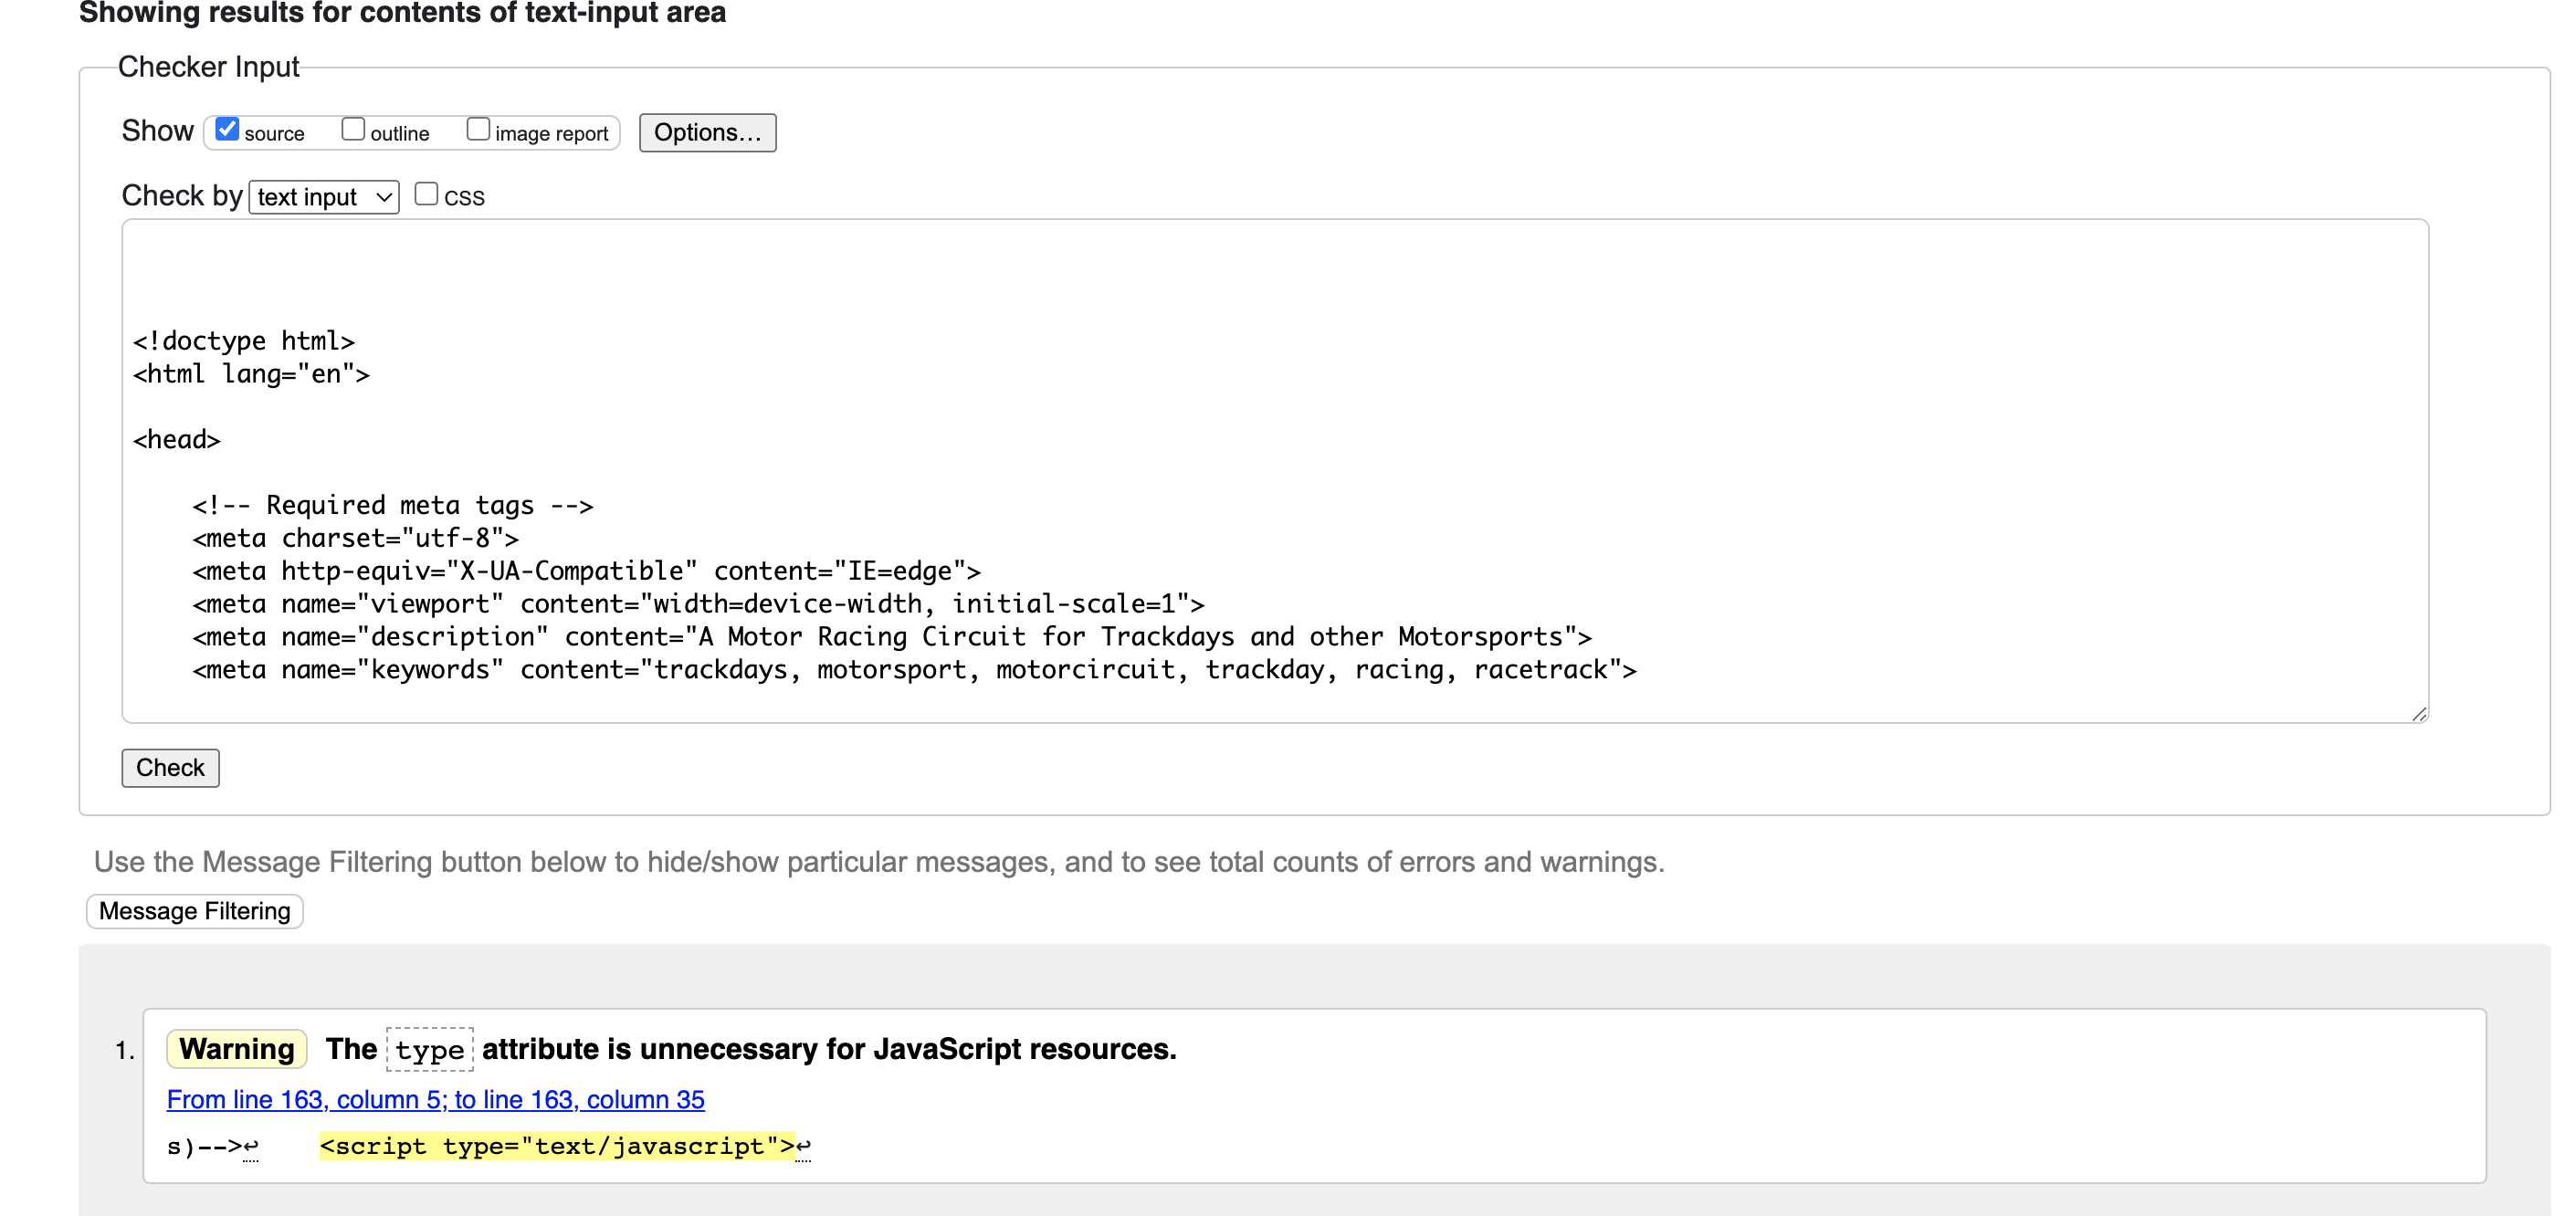 Showing results for contents of text-input area
Checker Input
Show source outline image report Options...
Check by text input CSS
<!doctype html>
<html lang="en">
<head>
<!-- Required meta tags -->
<meta charset="utf-8">
<meta http-equiv="X-UA-Compatible" content="IE=edge">
<meta name="viewport" content="width=device-width, initial-scale=1">
<meta name="description" content="A Motor Racing Circuit for Trackdays and other Motorsports">
<meta name="keywords" content="trackdays, motorsport, motorcircuit, trackday, racing, racetrack">
Check
Use the Message Filtering button below to hide/show particular messages, and to see total counts of errors and warnings.
Message Filtering
1. Warning The type attribute is unnecessary for JavaScript resources.
From line 163, column 5; to line 163, column 35
s)-->↩ <script type="text/javascript">↩